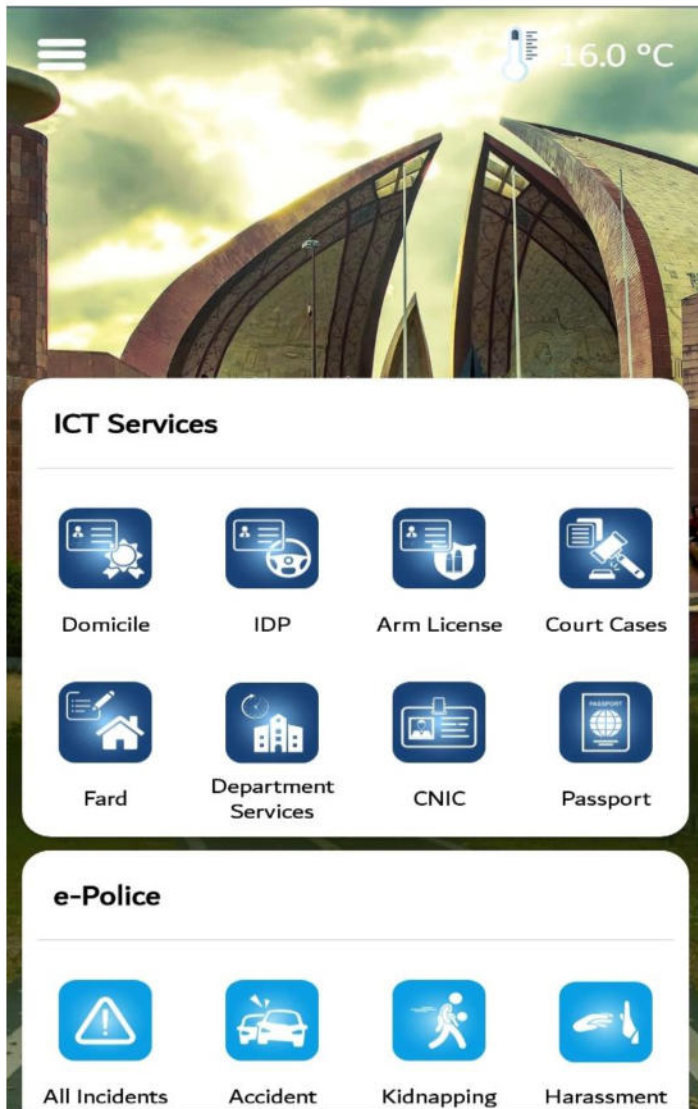 16.0 °C
ICT Services
Domicile
IDP
Arm License
Court Cases
PASSPORT
Fard
Department
Services
CNIC
Passport
e-Police
All Incidents
Accident
Kidnapping
Harassment